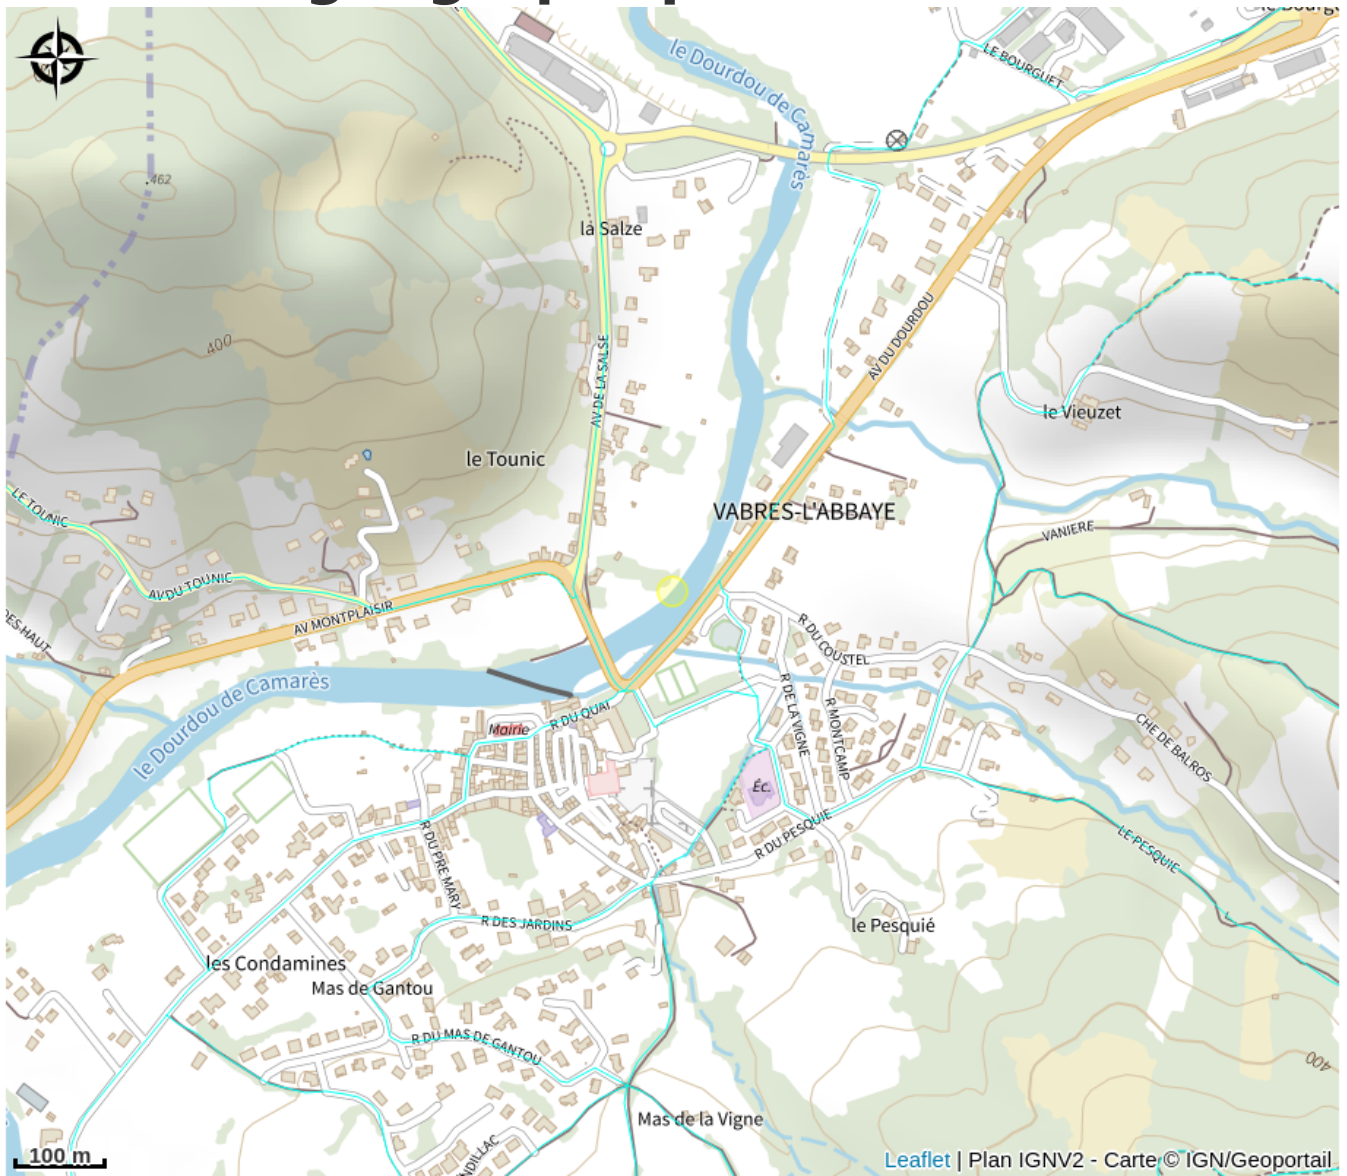 le Dourdou de Camarès
LE BOURGUET
462
la Salze
400
AV DE LA SALSE
AV DU DOURDOU
le Vieuzet
le Tounic
VABRES-L'ABBAYE
LE TOUNIC
VANIERE
AV DU TOUNIC
AV MONTPLAISIR
DES HAUT
R DU COUSTEL
le Dourdou de Camarès
R DU QUAI
Mairie
R DE LA VIGNE
R MONTCAMP
CHE DE BALROS
Éc.
R DU PESQUIE
LE PESQUIE
R DU PRE MARY
R DES JARDINS
le Pesquié
les Condamines
Mas de Gantou
R DU MAS DE GANTOU
400
Mas de la Vigne
NDILLAC
100 m
Leaflet | Plan IGNV2 - Carte © IGN/Geoportail